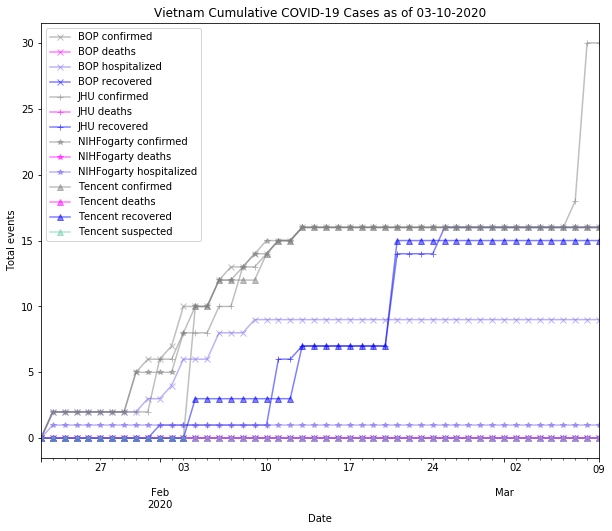 Vietnam Cumulative COVID-19 Cases as of 03-10-2020
BOP confirmed
BOP deaths
BOP hospitalized
BOP recovered
JHU confirmed
JHU deaths
JHU recovered
NIHFogarty confirmed
NIHFogarty deaths
NIHFogarty hospitalized
Tencent confirmed
Tencent deaths
Tencent recovered
Tencent suspected
Total events
30
25
20
15
10
5
0
27 03 10 17 24 02 09
Feb Mar
2020
Date